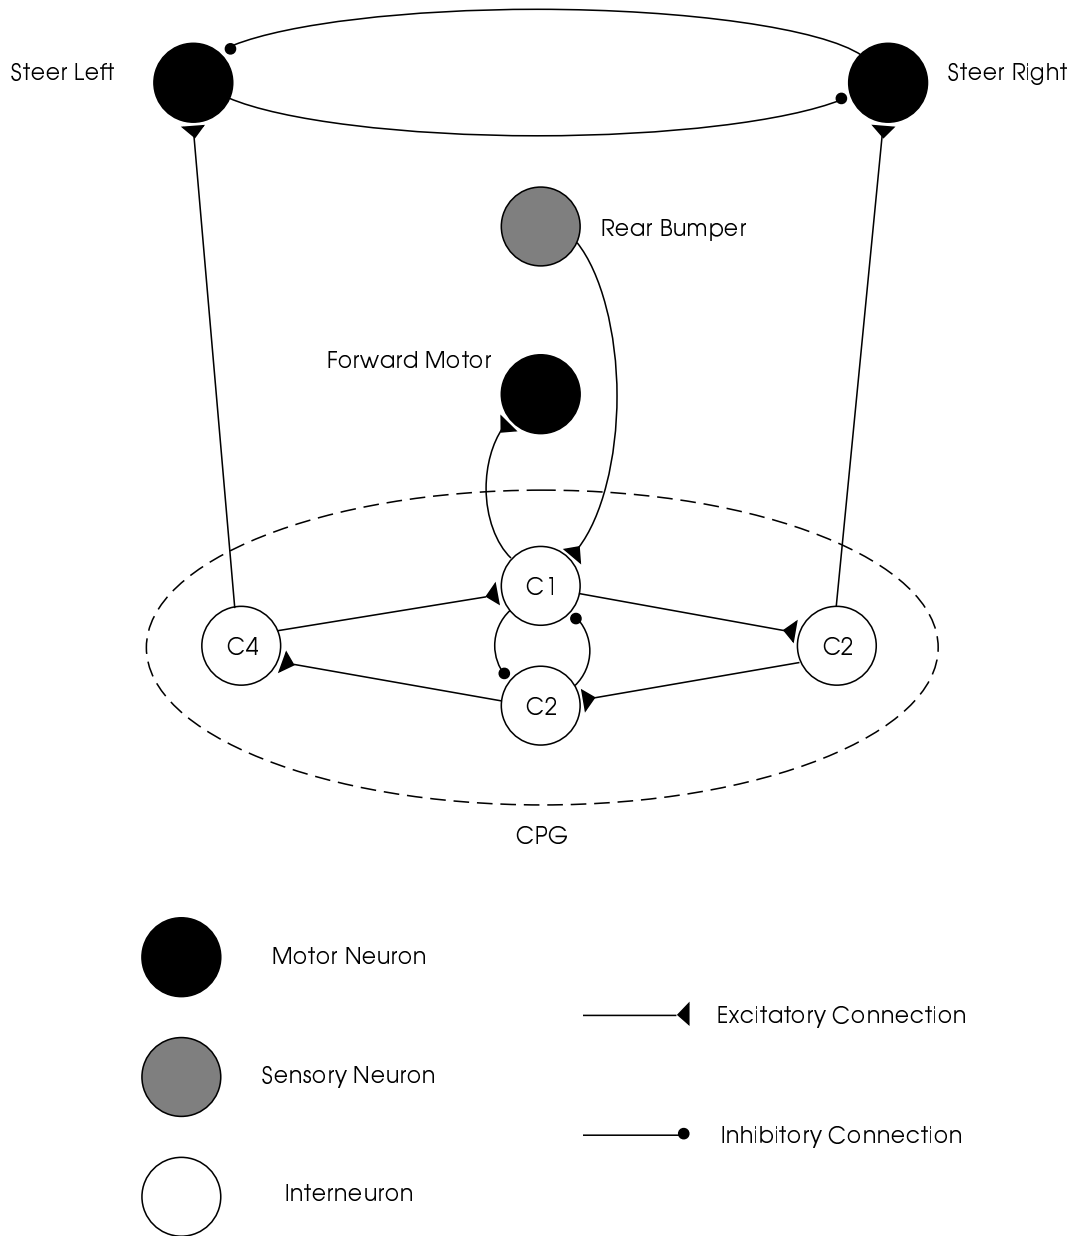 Steer Left
Steer Right
Rear Bumper
Forward Motor
C1
C4
C2
C2
CPG
Motor Neuron
Excitatory Connection
Sensory Neuron
Inhibitory Connection
Interneuron